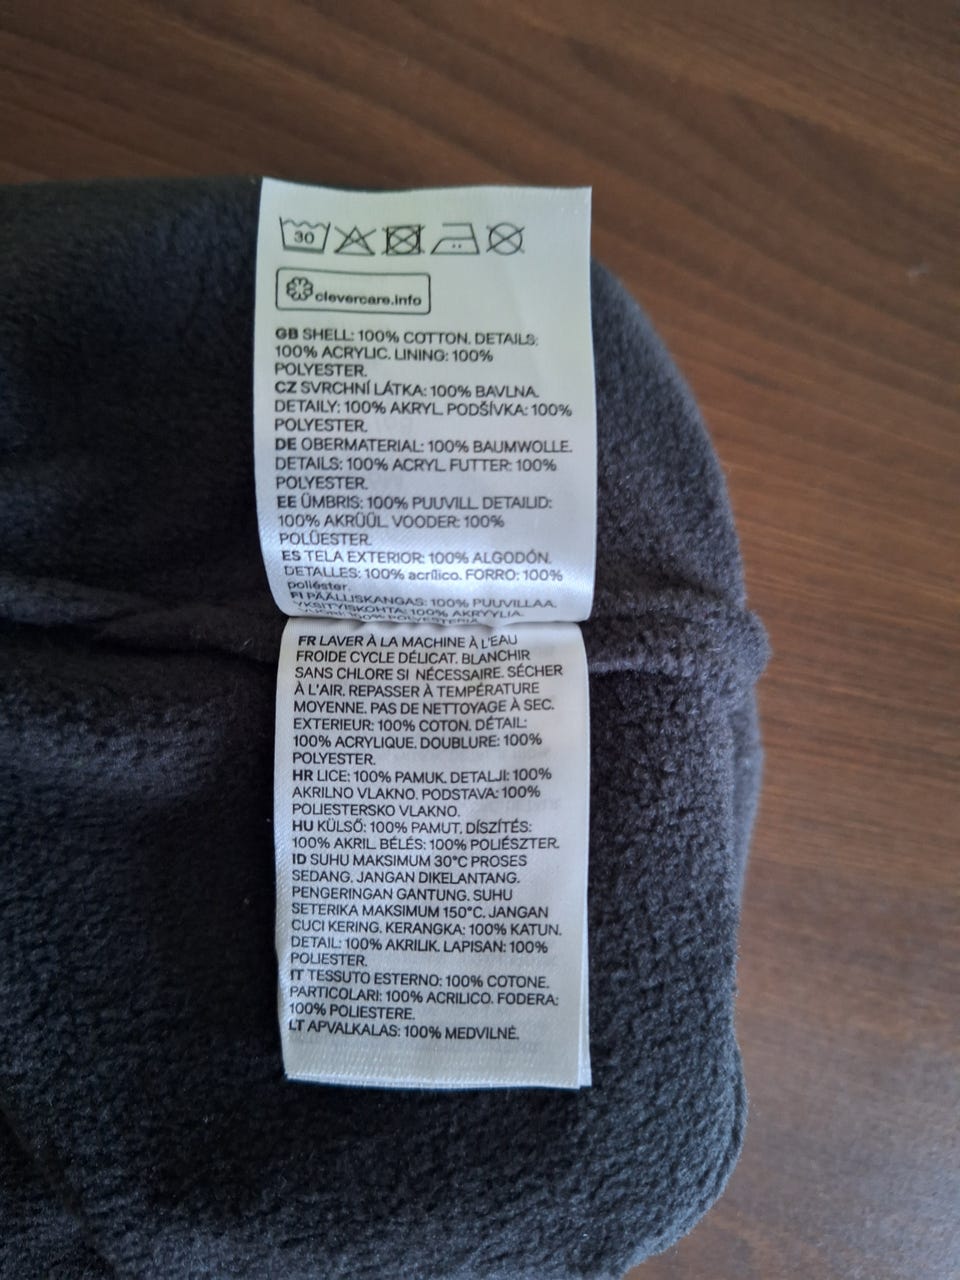 30
clevercare.info
GB SHELL: 100% COTTON. DETAILS:
100% ACRYLIC. LINING: 100%
POLYESTER.
CZ SVRCHNÍ LÁTKA: 100% BAVLNA.
DETAILY: 100% AKRYL. PODŠÍVKA: 100%
POLYESTER.
DE OBERMATERIAL: 100% BAUMWOLLE.
DETAILS: 100% ACRYL. FUTTER: 100%
POLYESTER.
EE ÜMBRIS: 100% PUUVILL. DETAILID:
100% AKRÜÜL. VOODER: 100%
POLÜESTER.
ES TELA EXTERIOR: 100% ALGODÓN.
DETALLES: 100% acrílico. FORRO: 100%
poliéster.
FI PÄÄLLISKANGAS: 100% PUUVILLAA.
YKSITYISKOHTA: 100% AKRYYLIA.
VUORI: 100% POLYESTERIA.
FR LAVER À LA MACHINE À L'EAU
FROIDE CYCLE DÉLICAT. BLANCHIR
SANS CHLORE SI NÉCESSAIRE. SÉCHER
À L'AIR. REPASSER À TEMPÉRATURE
MOYENNE. PAS DE NETTOYAGE À SEC.
EXTERIEUR: 100% COTON. DÉTAIL:
100% ACRYLIQUE. DOUBLURE: 100%
POLYESTER.
HR LICE: 100% PAMUK. DETALJI: 100%
AKRILNO VLAKNO. PODSTAVA: 100%
POLIESTERSKO VLAKNO.
HU KÜLSŐ: 100% PAMUT. DÍSZÍTÉS:
100% AKRIL. BÉLÉS: 100% POLIÉSZTER.
ID SUHU MAKSIMUM 30°C PROSES
SEDANG. JANGAN DIKELANTANG.
PENGERINGAN GANTUNG. SUHU
SETERIKA MAKSIMUM 150°C. JANGAN
CUCI KERING. KERANGKA: 100% KATUN.
DETAIL: 100% AKRILIK. LAPISAN: 100%
POLIESTER.
IT TESSUTO ESTERNO: 100% COTONE.
PARTICOLARI: 100% ACRILICO. FODERA:
100% POLIESTERE.
LT APVALKALAS: 100% MEDVILNĖ.